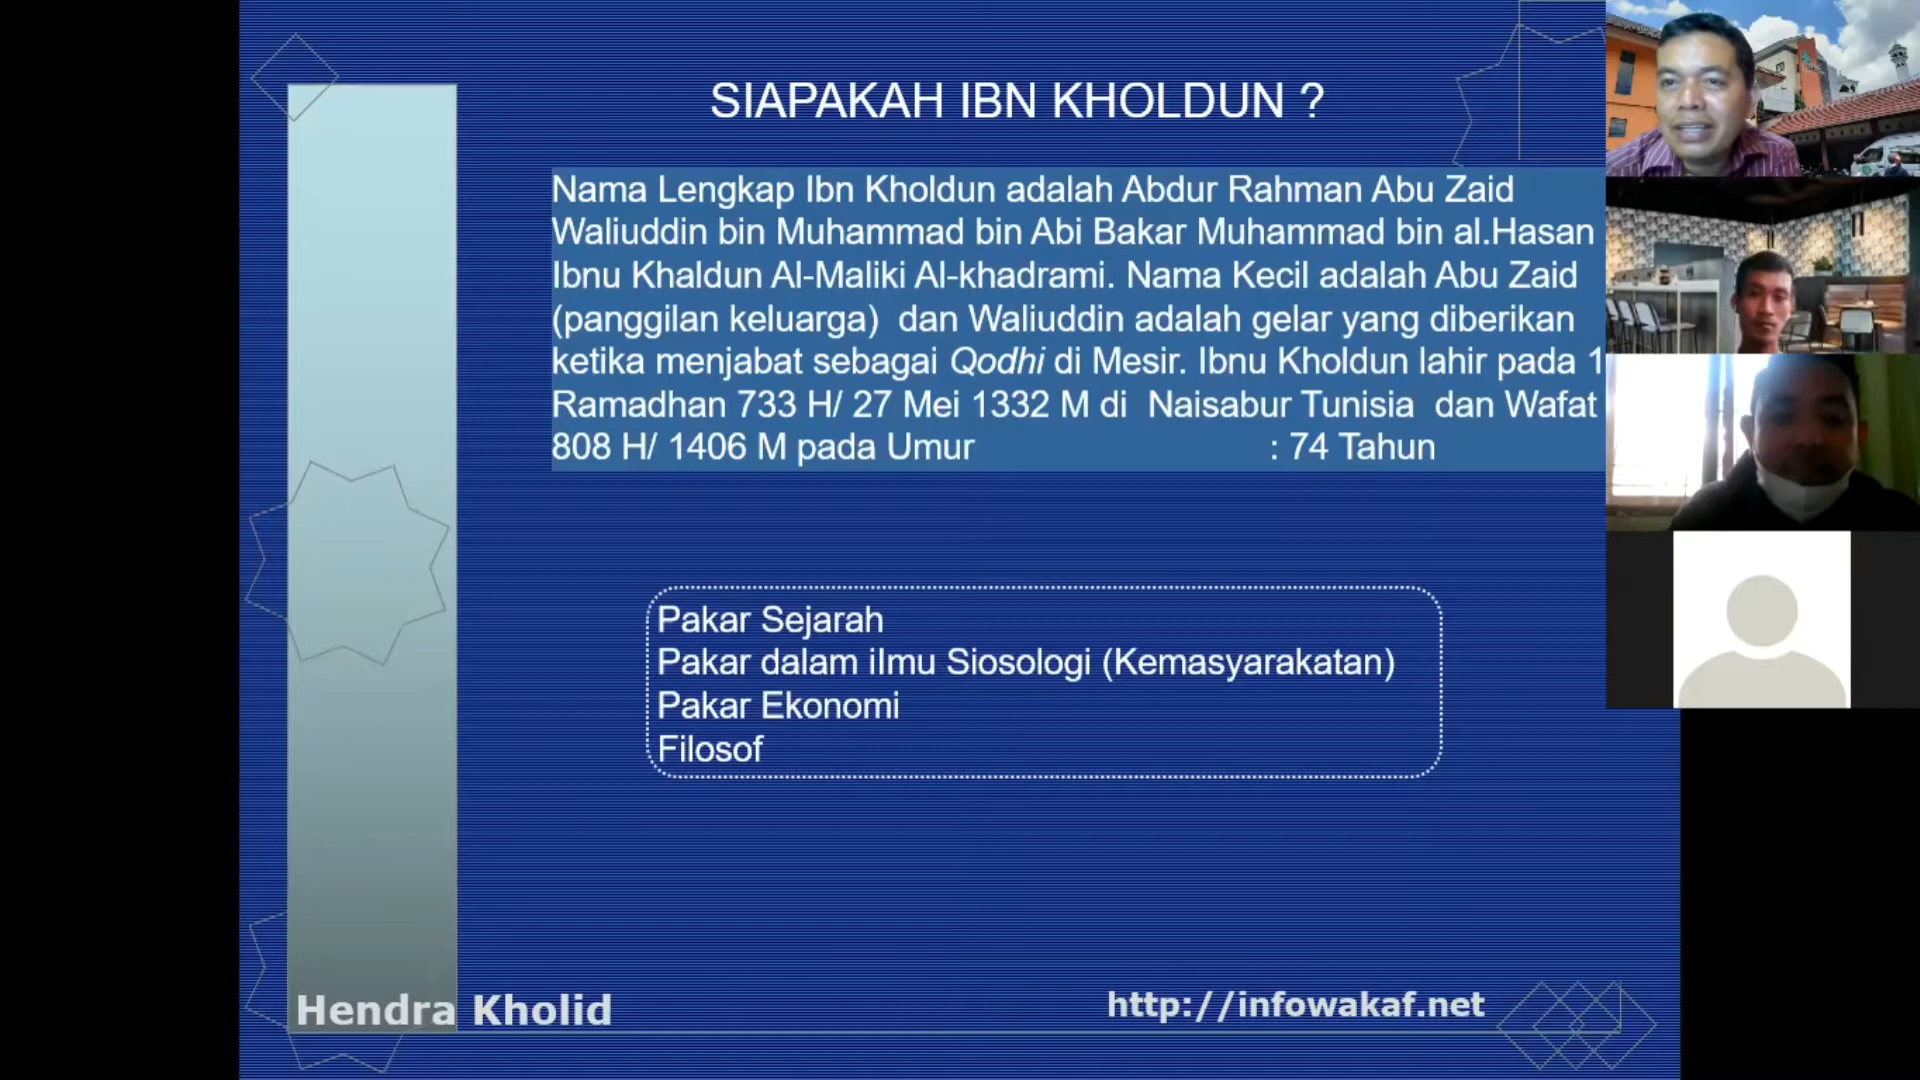 SIAPAKAH IBN KHOLDUN ?
Nama Lengkap Ibn Kholdun adalah Abdur Rahman Abu Zaid
Waliuddin bin Muhammad bin Abi Bakar Muhammad bin al.Hasan
Ibnu Khaldun Al-Maliki Al-khadrami. Nama Kecil adalah Abu Zaid
(panggilan keluarga) dan Waliuddin adalah gelar yang diberikan
ketika menjabat sebagai Qodhi di Mesir. Ibnu Kholdun lahir pada 1
Ramadhan 733 H/ 27 Mei 1332 M di Naisabur Tunisia dan Wafat
808 H/ 1406 M pada Umur : 74 Tahun
Pakar Sejarah
Pakar dalam ilmu Siosologi (Kemasyarakatan)
Pakar Ekonomi
Filosof
Hendra Kholid
http://infowakaf.net